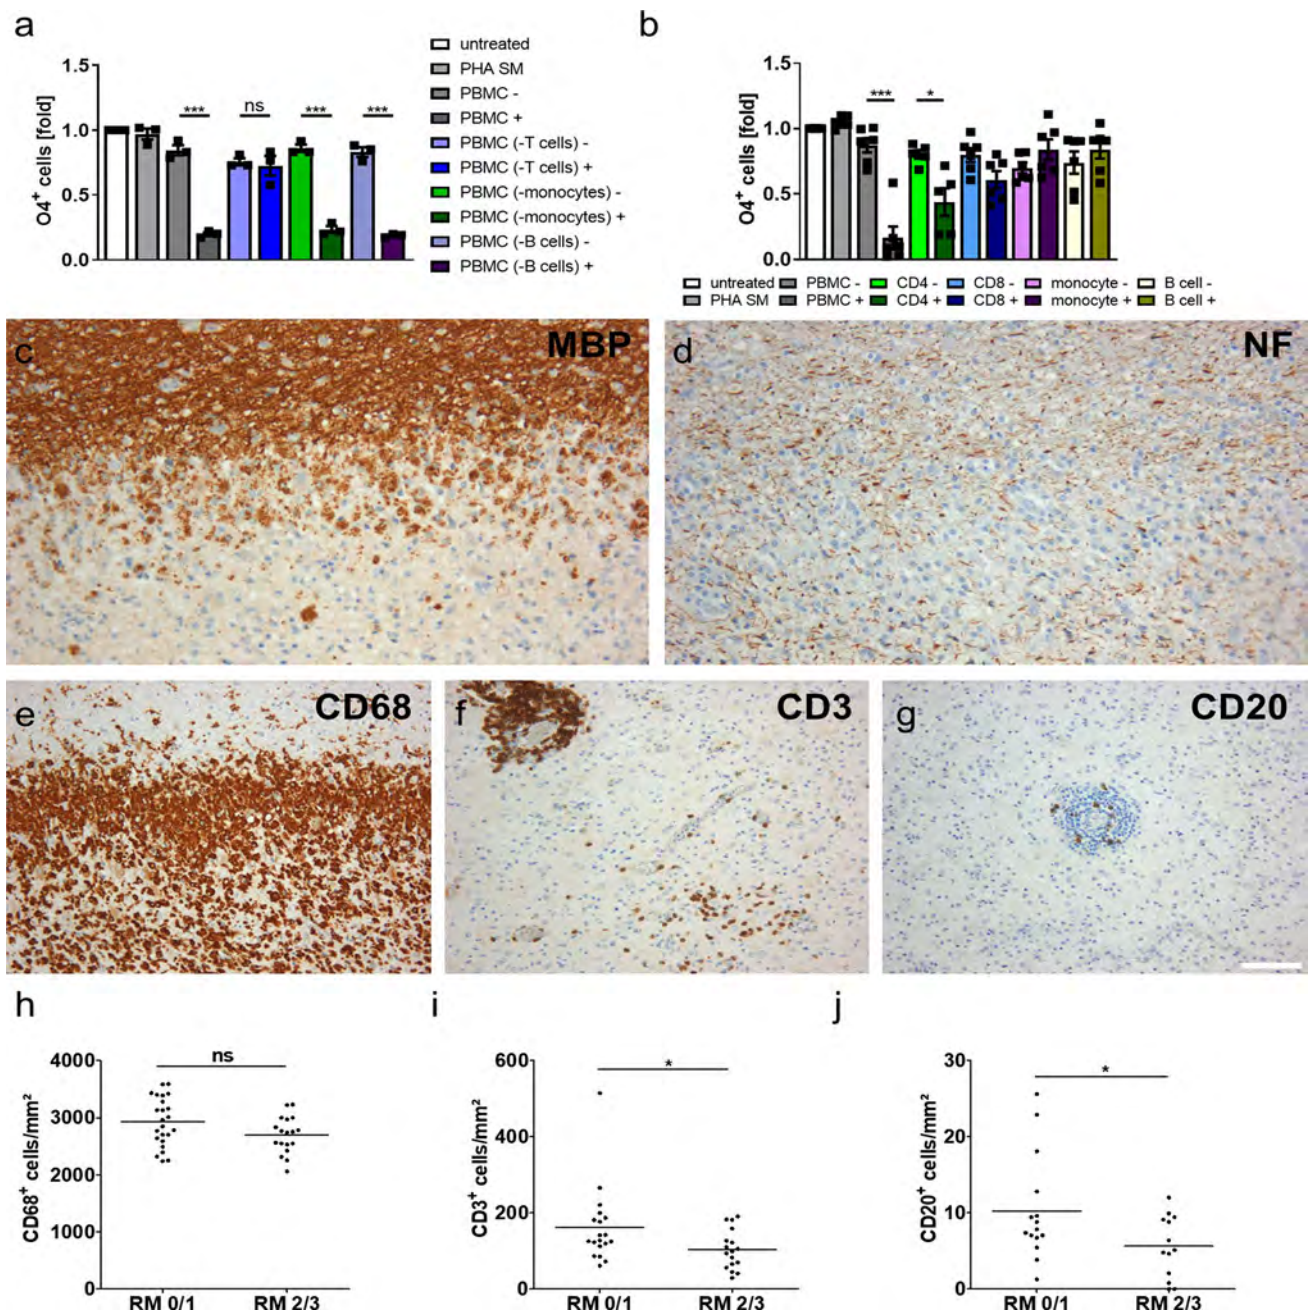 a
O4⁺ cells [fold]
1.5
1.0
0.5
0.0
***
ns
***
***
untreated
PHA SM
PBMC -
PBMC +
PBMC (-T cells) -
PBMC (-T cells) +
PBMC (-monocytes) -
PBMC (-monocytes) +
PBMC (-B cells) -
PBMC (-B cells) +
b
O4⁺ cells [fold]
1.5
1.0
0.5
0.0
***
*
untreated PBMC - CD4 - CD8 - monocyte - B cell -
PHA SM PBMC + CD4 + CD8 + monocyte + B cell +
c
MBP
d
NF
e
CD68
f
CD3
g
CD20
h
CD68⁺ cells/mm²
4000
3000
2000
1000
0
ns
RM 0/1 RM 2/3
i
CD3⁺ cells/mm²
600
400
200
0
*
RM 0/1 RM 2/3
j
CD20⁺ cells/mm²
30
20
10
0
*
RM 0/1 RM 2/3